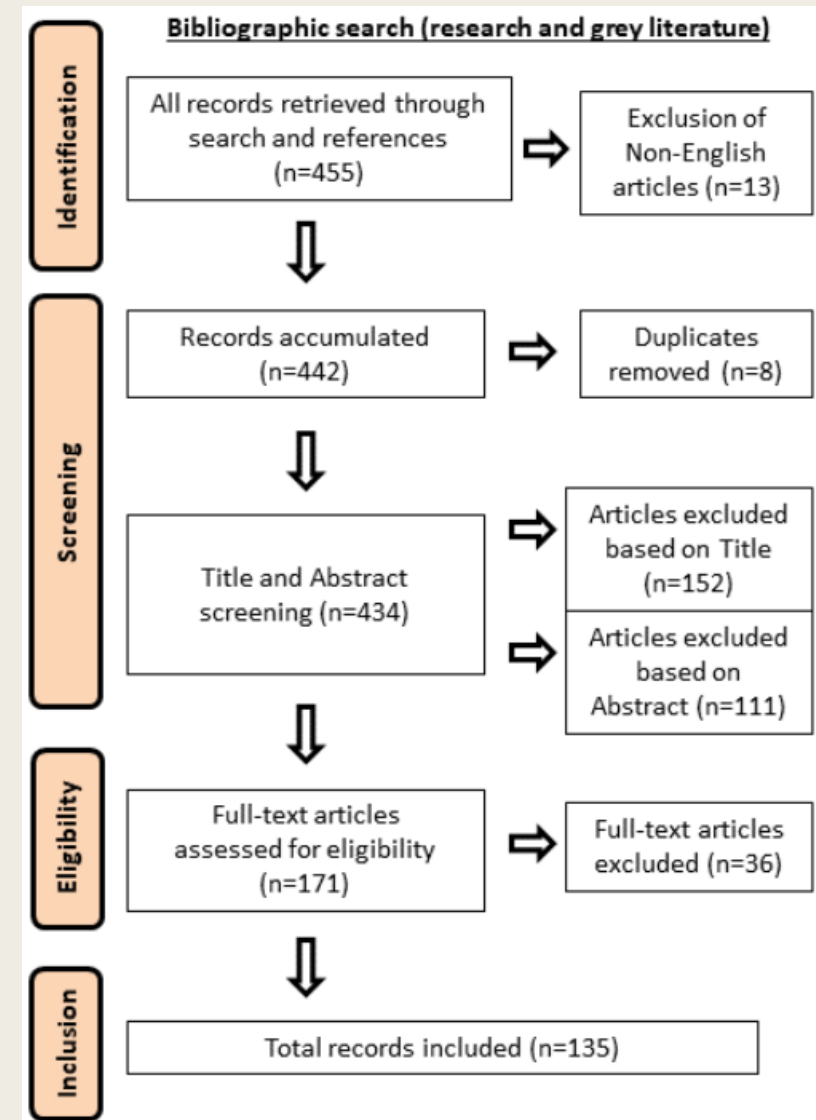 Bibliographic search (research and grey literature)
Identification
All records retrieved through
search and references
(n=455)
Exclusion of
Non-English
articles (n=13)
Screening
Records accumulated
(n=442)
Duplicates
removed (n=8)
Title and Abstract
screening (n=434)
Articles excluded
based on Title
(n=152)
Articles excluded
based on
Abstract (n=111)
Eligibility
Full-text articles
assessed for eligibility
(n=171)
Full-text articles
excluded (n=36)
Inclusion
Total records included (n=135)